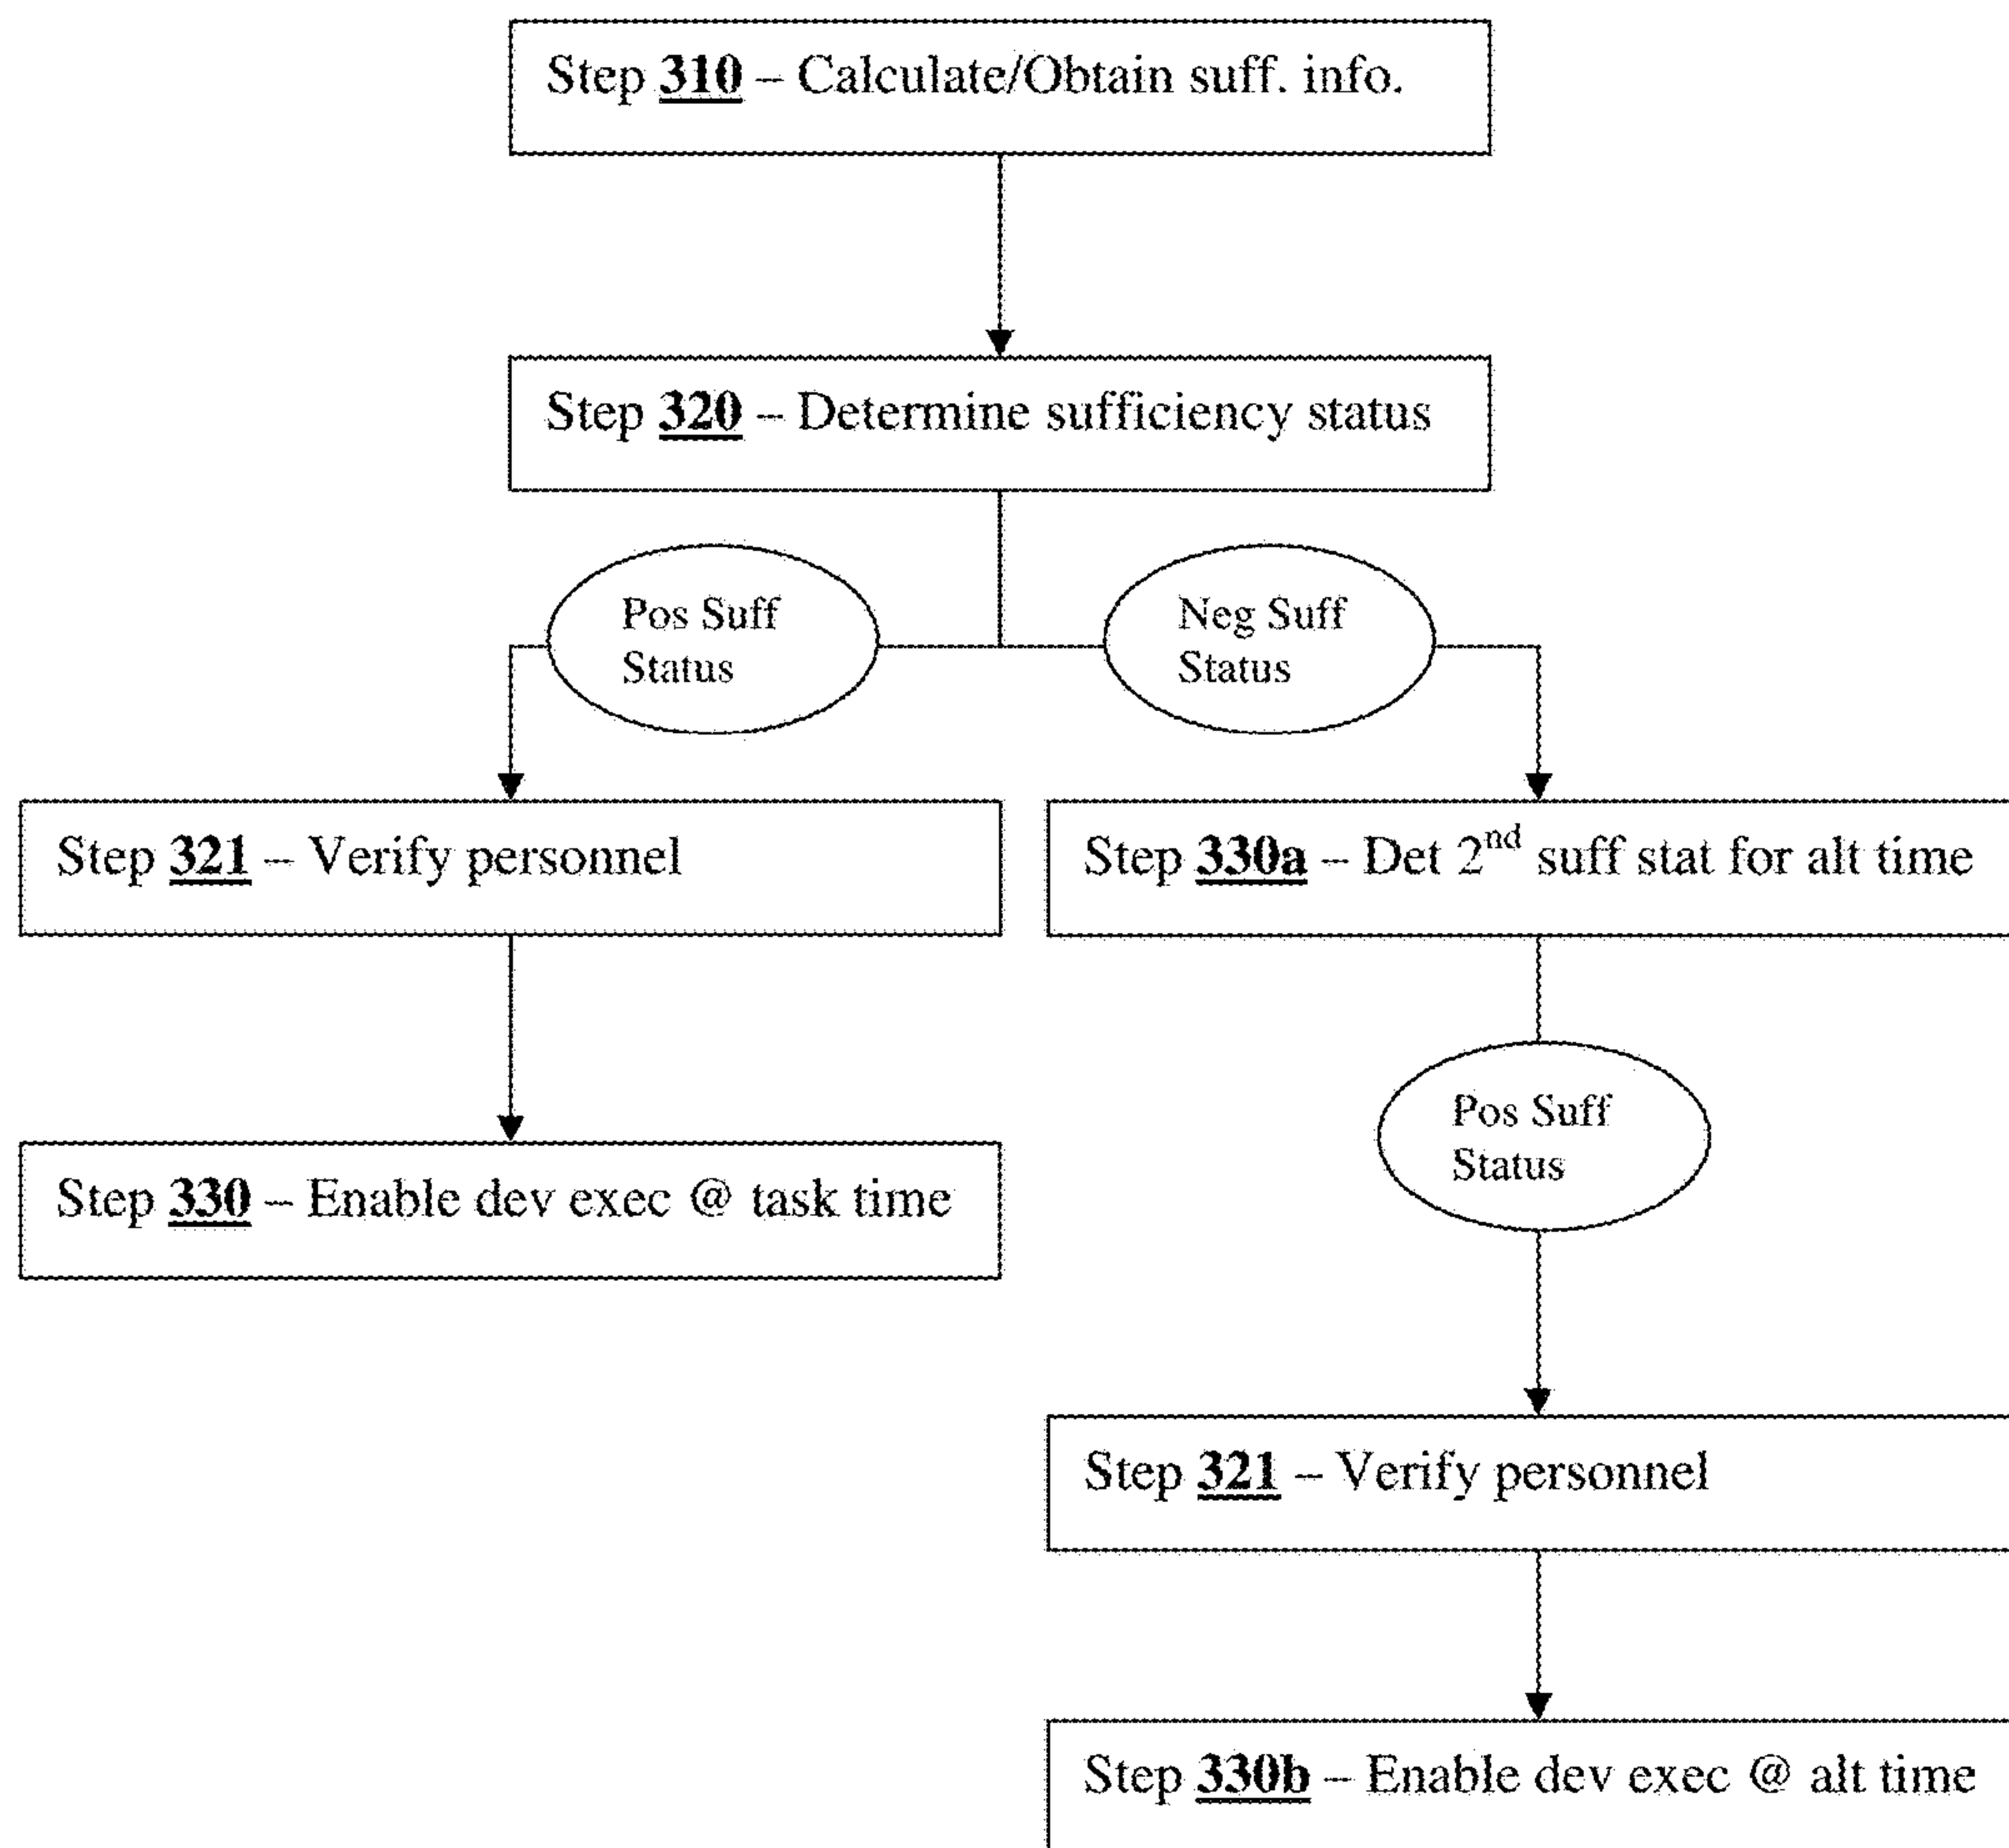 Step 310 – Calculate/Obtain suff. info.
Step 320 – Determine sufficiency status
Pos Suff
Status
Neg Suff
Status
Step 321 – Verify personnel
Step 330a – Det 2nd suff stat for alt time
Pos Suff
Status
Step 330 – Enable dev exec @ task time
Step 321 – Verify personnel
Step 330b – Enable dev exec @ alt time